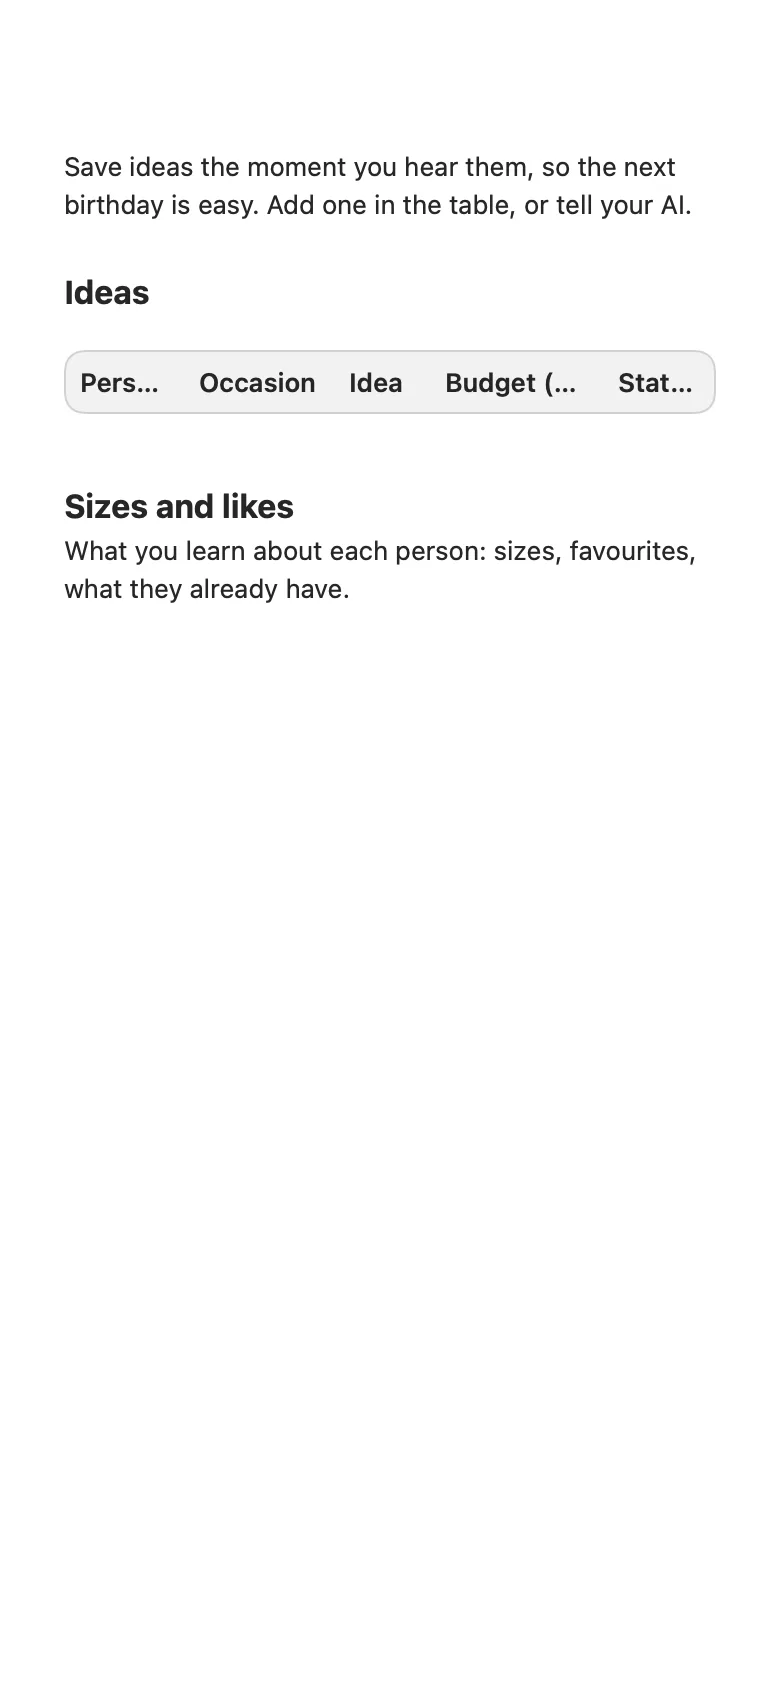 Save ideas the moment you hear them, so the next
birthday is easy. Add one in the table, or tell your AI.
Ideas
Pers... Occasion Idea Budget (... Stat...
Sizes and likes
What you learn about each person: sizes, favourites,
what they already have.